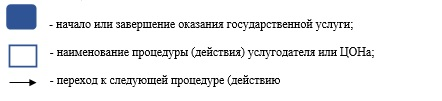 - начало или завершение оказания государственной услуги;
- наименование процедуры (действия) услугодателя или ЦОНа;
- переход к следующей процедуре (действию